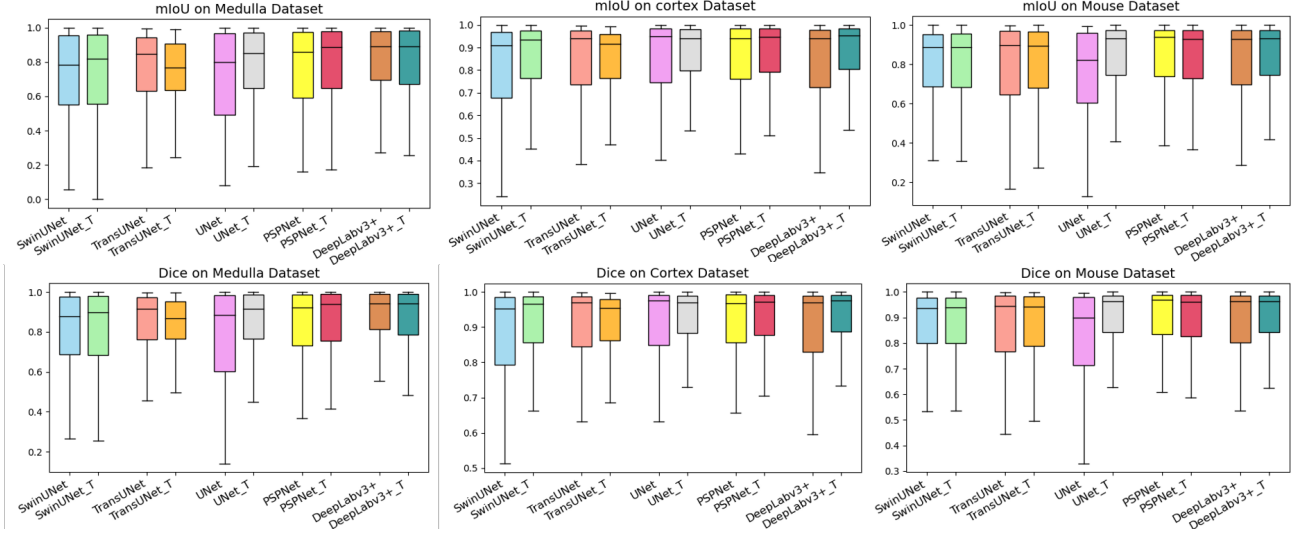 mIoU on Medulla Dataset
1.0
0.8
0.6
0.4
0.2
0.0
SwinUNet
SwinUNet_T
TransUNet
TransUNet_T
UNet
UNet_T
PSPNet
PSPNet_T
DeepLabv3+
DeepLabv3+_T
mIoU on cortex Dataset
1.0
0.9
0.8
0.7
0.6
0.5
0.4
0.3
SwinUNet
SwinUNet_T
TransUNet
TransUNet_T
UNet
UNet_T
PSPNet
PSPNet_T
DeepLabv3+
DeepLabv3+_T
mIoU on Mouse Dataset
1.0
0.8
0.6
0.4
0.2
SwinUNet
SwinUNet_T
TransUNet
TransUNet_T
UNet
UNet_T
PSPNet
PSPNet_T
DeepLabv3+
DeepLabv3+_T
Dice on Medulla Dataset
1.0
0.8
0.6
0.4
0.2
SwinUNet
SwinUNet_T
TransUNet
TransUNet_T
UNet
UNet_T
PSPNet
PSPNet_T
DeepLabv3+
DeepLabv3+_T
Dice on Cortex Dataset
1.0
0.9
0.8
0.7
0.6
0.5
SwinUNet
SwinUNet_T
TransUNet
TransUNet_T
UNet
UNet_T
PSPNet
PSPNet_T
DeepLabv3+
DeepLabv3+_T
Dice on Mouse Dataset
1.0
0.9
0.8
0.7
0.6
0.5
0.4
0.3
SwinUNet
SwinUNet_T
TransUNet
TransUNet_T
UNet
UNet_T
PSPNet
PSPNet_T
DeepLabv3+
DeepLabv3+_T